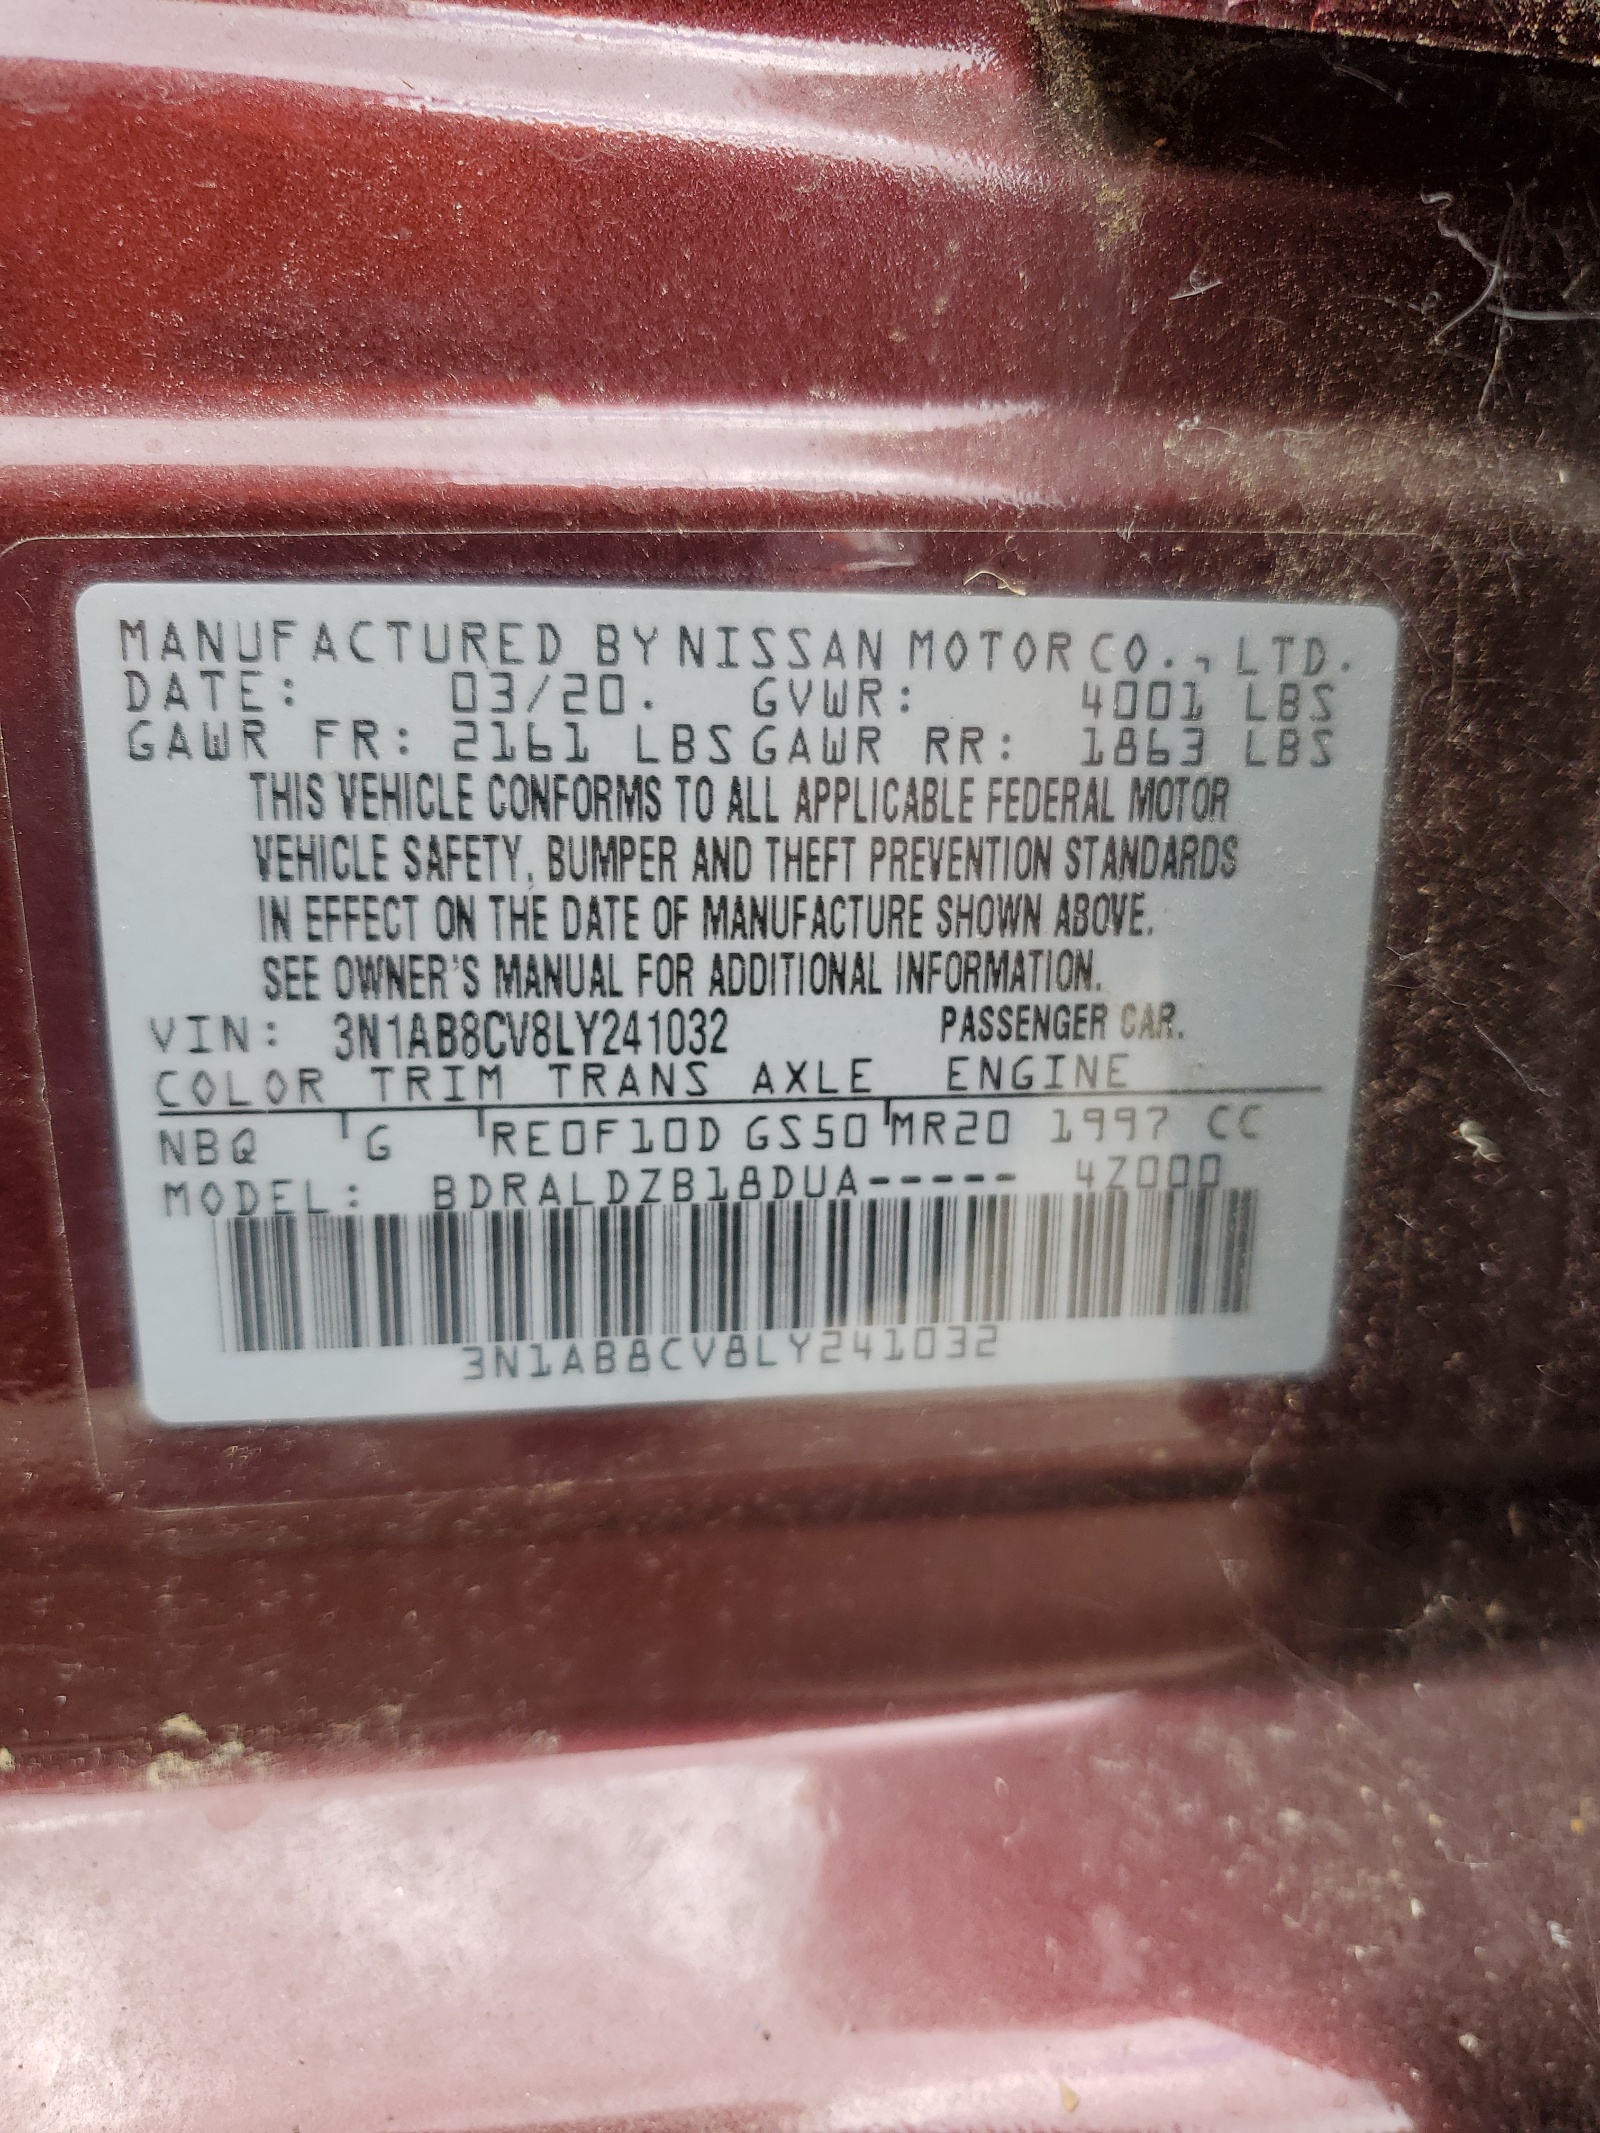 MANUFACTURED BY NISSAN MOTOR CO., LTD.
DATE: 03/20. GVWR: 4001 LBS
GAWR FR: 2161 LBS GAWR RR: 1863 LBS
THIS VEHICLE CONFORMS TO ALL APPLICABLE FEDERAL MOTOR
VEHICLE SAFETY, BUMPER AND THEFT PREVENTION STANDARDS
IN EFFECT ON THE DATE OF MANUFACTURE SHOWN ABOVE.
SEE OWNER'S MANUAL FOR ADDITIONAL INFORMATION.
VIN: 3N1AB8CV8LY241032 PASSENGER CAR.
COLOR TRIM TRANS AXLE ENGINE
NBQ G RE0F10D GS50 MR20 1997 CC
MODEL: BDRALDZB18DUA----- 4Z000
3N1AB8CV8LY241032